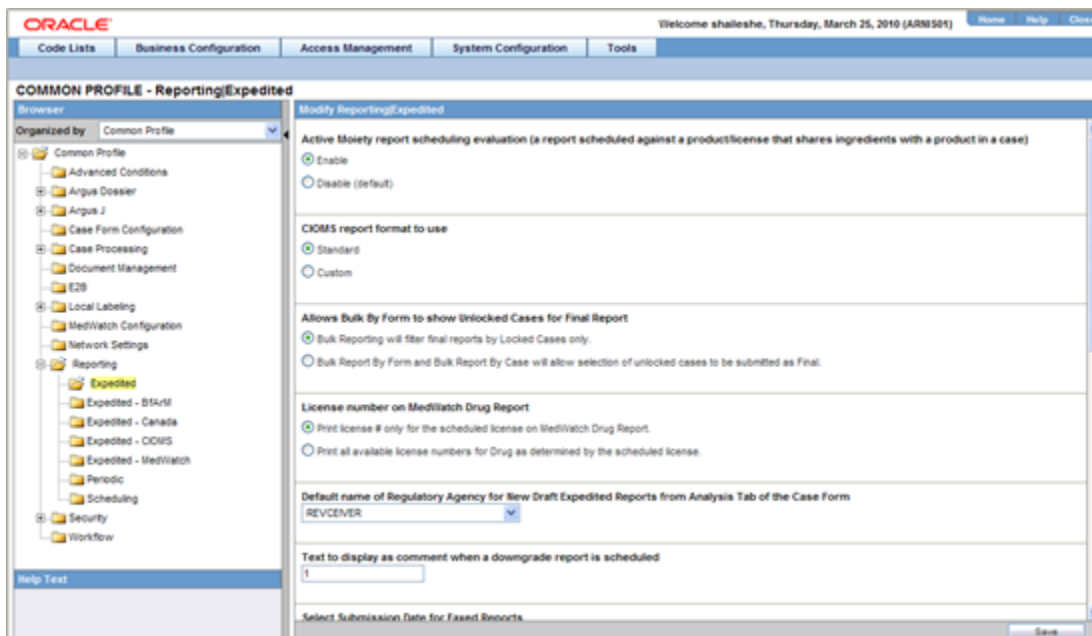 ORACLE
Welcome shaileshe, Thursday, March 25, 2010 (ARMIS01)
Home Help Close
Code Lists Business Configuration Access Management System Configuration Tools
COMMON PROFILE - Reporting|Expedited
Browser
Organized by Common Profile
Common Profile
Advanced Conditions
Argus Dossier
Argus J
Case Form Configuration
Case Processing
Document Management
E2B
Local Labeling
MedWatch Configuration
Network Settings
Reporting
Expedited
Expedited - BfArM
Expedited - Canada
Expedited - CIOMS
Expedited - MedWatch
Periodic
Scheduling
Security
Workflow
Help Text
Modify Reporting|Expedited
Active Moiety report scheduling evaluation (a report scheduled against a product/license that shares ingredients with a product in a case)
Enable
Disable (default)
CIOMS report format to use
Standard
Custom
Allows Bulk By Form to show Unlocked Cases for Final Report
Bulk Reporting will filter final reports by Locked Cases only.
Bulk Report By Form and Bulk Report By Case will allow selection of unlocked cases to be submitted as Final.
License number on MedWatch Drug Report
Print license # only for the scheduled license on MedWatch Drug Report.
Print all available license numbers for Drug as determined by the scheduled license.
Default name of Regulatory Agency for New Draft Expedited Reports from Analysis Tab of the Case Form
REVCEIVER
Text to display as comment when a downgrade report is scheduled
1
Select Submission Date for Faxed Reports
Save